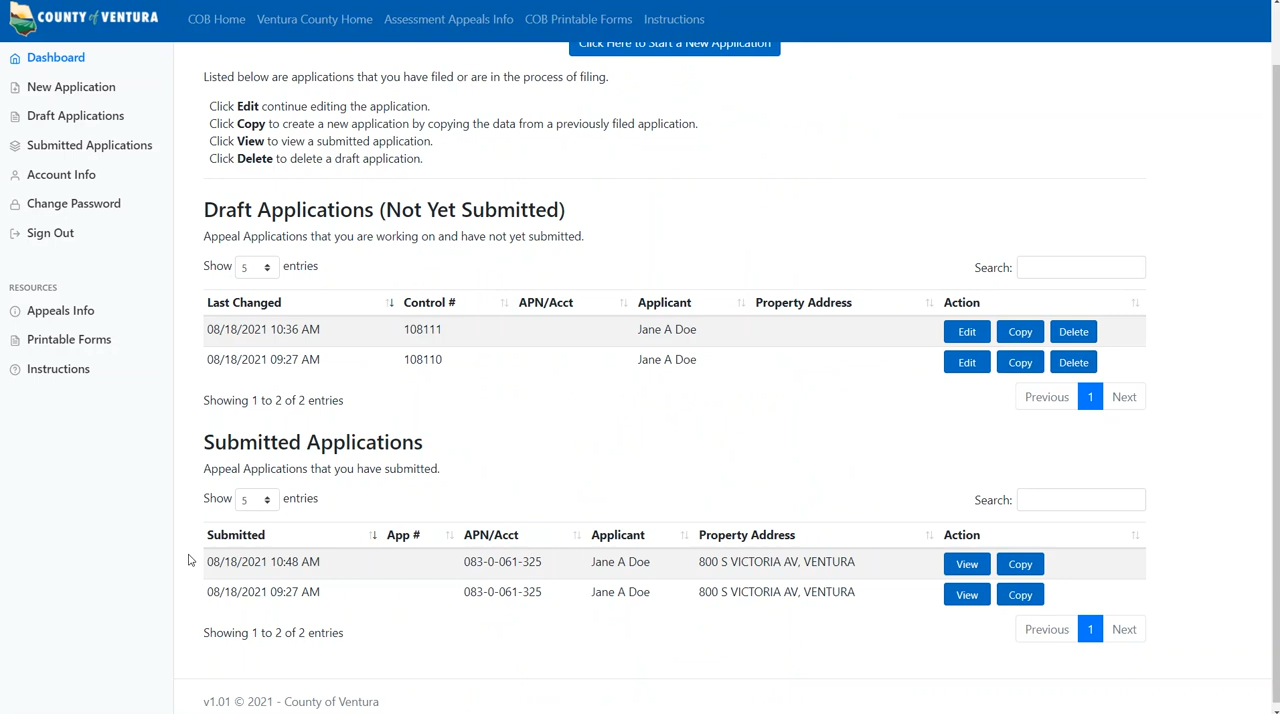 COUNTY of VENTURA COB Home Ventura County Home Assessment Appeals Info COB Printable Forms Instructions
Dashboard
New Application
Draft Applications
Submitted Applications
Account Info
Change Password
Sign Out
RESOURCES
Appeals Info
Printable Forms
Instructions
Click Here to Start a New Application
Listed below are applications that you have filed or are in the process of filing.
Click Edit continue editing the application.
Click Copy to create a new application by copying the data from a previously filed application.
Click View to view a submitted application.
Click Delete to delete a draft application.
Draft Applications (Not Yet Submitted)
Appeal Applications that you are working on and have not yet submitted.
Show 5 entries Search:
Last Changed Control # APN/Acct Applicant Property Address Action
08/18/2021 10:36 AM 108111 Jane A Doe Edit Copy Delete
08/18/2021 09:27 AM 108110 Jane A Doe Edit Copy Delete
Showing 1 to 2 of 2 entries Previous 1 Next
Submitted Applications
Appeal Applications that you have submitted.
Show 5 entries Search:
Submitted App # APN/Acct Applicant Property Address Action
08/18/2021 10:48 AM 083-0-061-325 Jane A Doe 800 S VICTORIA AV, VENTURA View Copy
08/18/2021 09:27 AM 083-0-061-325 Jane A Doe 800 S VICTORIA AV, VENTURA View Copy
Showing 1 to 2 of 2 entries Previous 1 Next
v1.01 © 2021 - County of Ventura